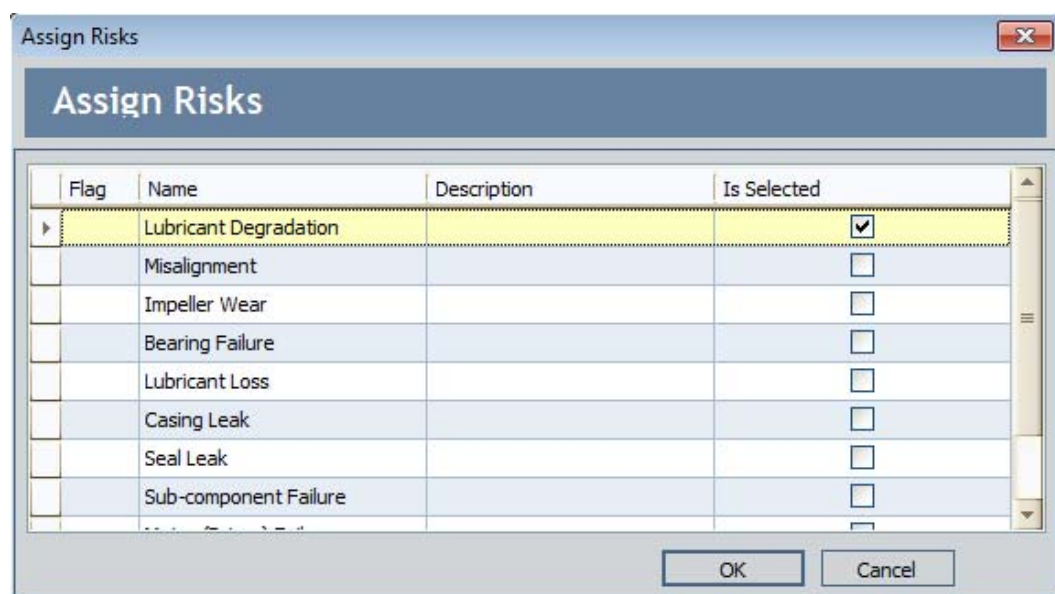 Assign Risks
Assign Risks
Flag Name Description Is Selected
Lubricant Degradation
Misalignment
Impeller Wear
Bearing Failure
Lubricant Loss
Casing Leak
Seal Leak
Sub-component Failure
OK Cancel